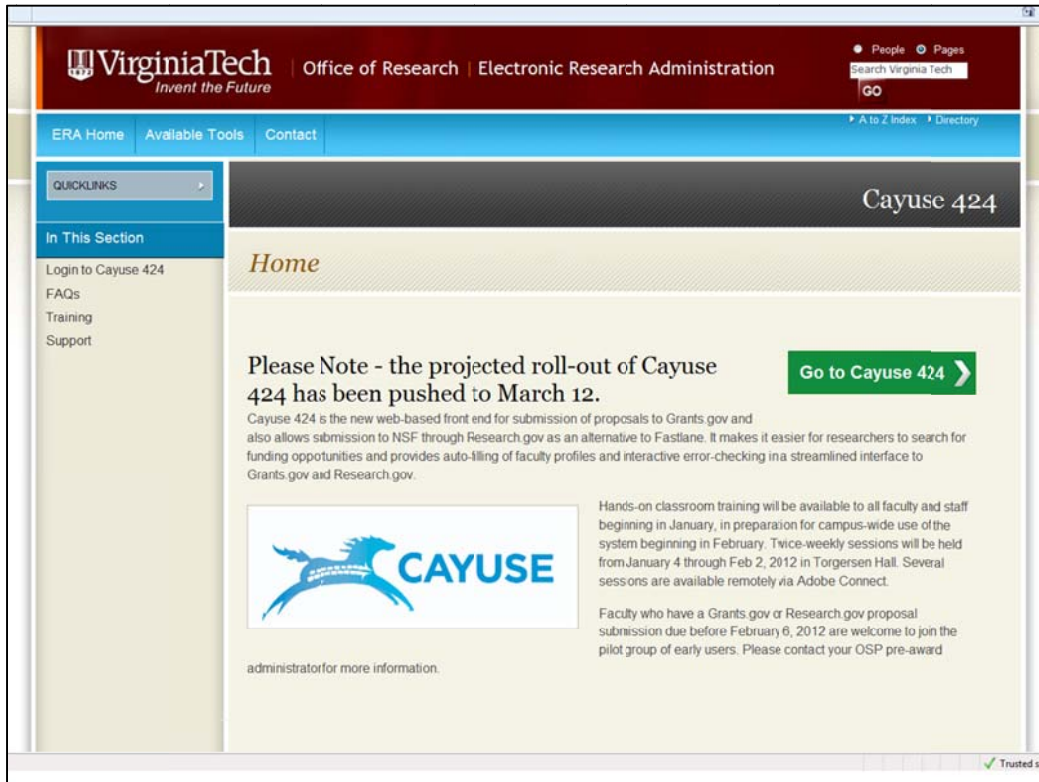 VirginiaTech
Invent the Future
1872
Office of Research | Electronic Research Administration
People Pages
Search Virginia Tech
GO
A to Z Index Directory
ERA Home Available Tools Contact
QUICKLINKS
Cayuse 424
In This Section
Login to Cayuse 424
FAQs
Training
Support
Home
Please Note - the projected roll-out of Cayuse
424 has been pushed to March 12.
Go to Cayuse 424
Cayuse 424 is the new web-based front end for submission of proposals to Grants.gov and
also allows submission to NSF through Research.gov as an alternative to Fastlane. It makes it easier for researchers to search for
funding oppotunities and provides auto-filling of faculty profiles and interactive error-checking in a streamlined interface to
Grants.gov and Research.gov.
CAYUSE
Hands-on classroom training will be available to all faculty and staff
beginning in January, in preparation for campus-wide use of the
system beginning in February. Twice-weekly sessions will be held
from January 4 through Feb 2, 2012 in Torgersen Hall. Several
sessions are available remotely via Adobe Connect.
Faculty who have a Grants.gov or Research.gov proposal
submission due before February 6, 2012 are welcome to join the
pilot group of early users. Please contact your OSP pre-award
administrator for more information.
Trusted s